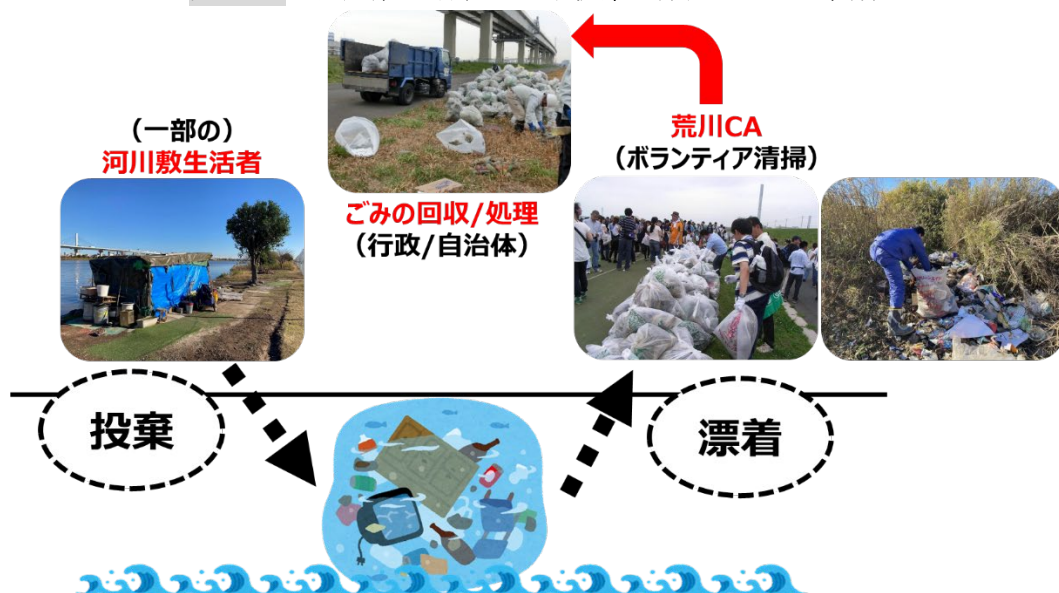 （一部の）
河川敷生活者
ごみの回収/処理
（行政/自治体）
荒川CA
（ボランティア清掃）
投棄
漂着